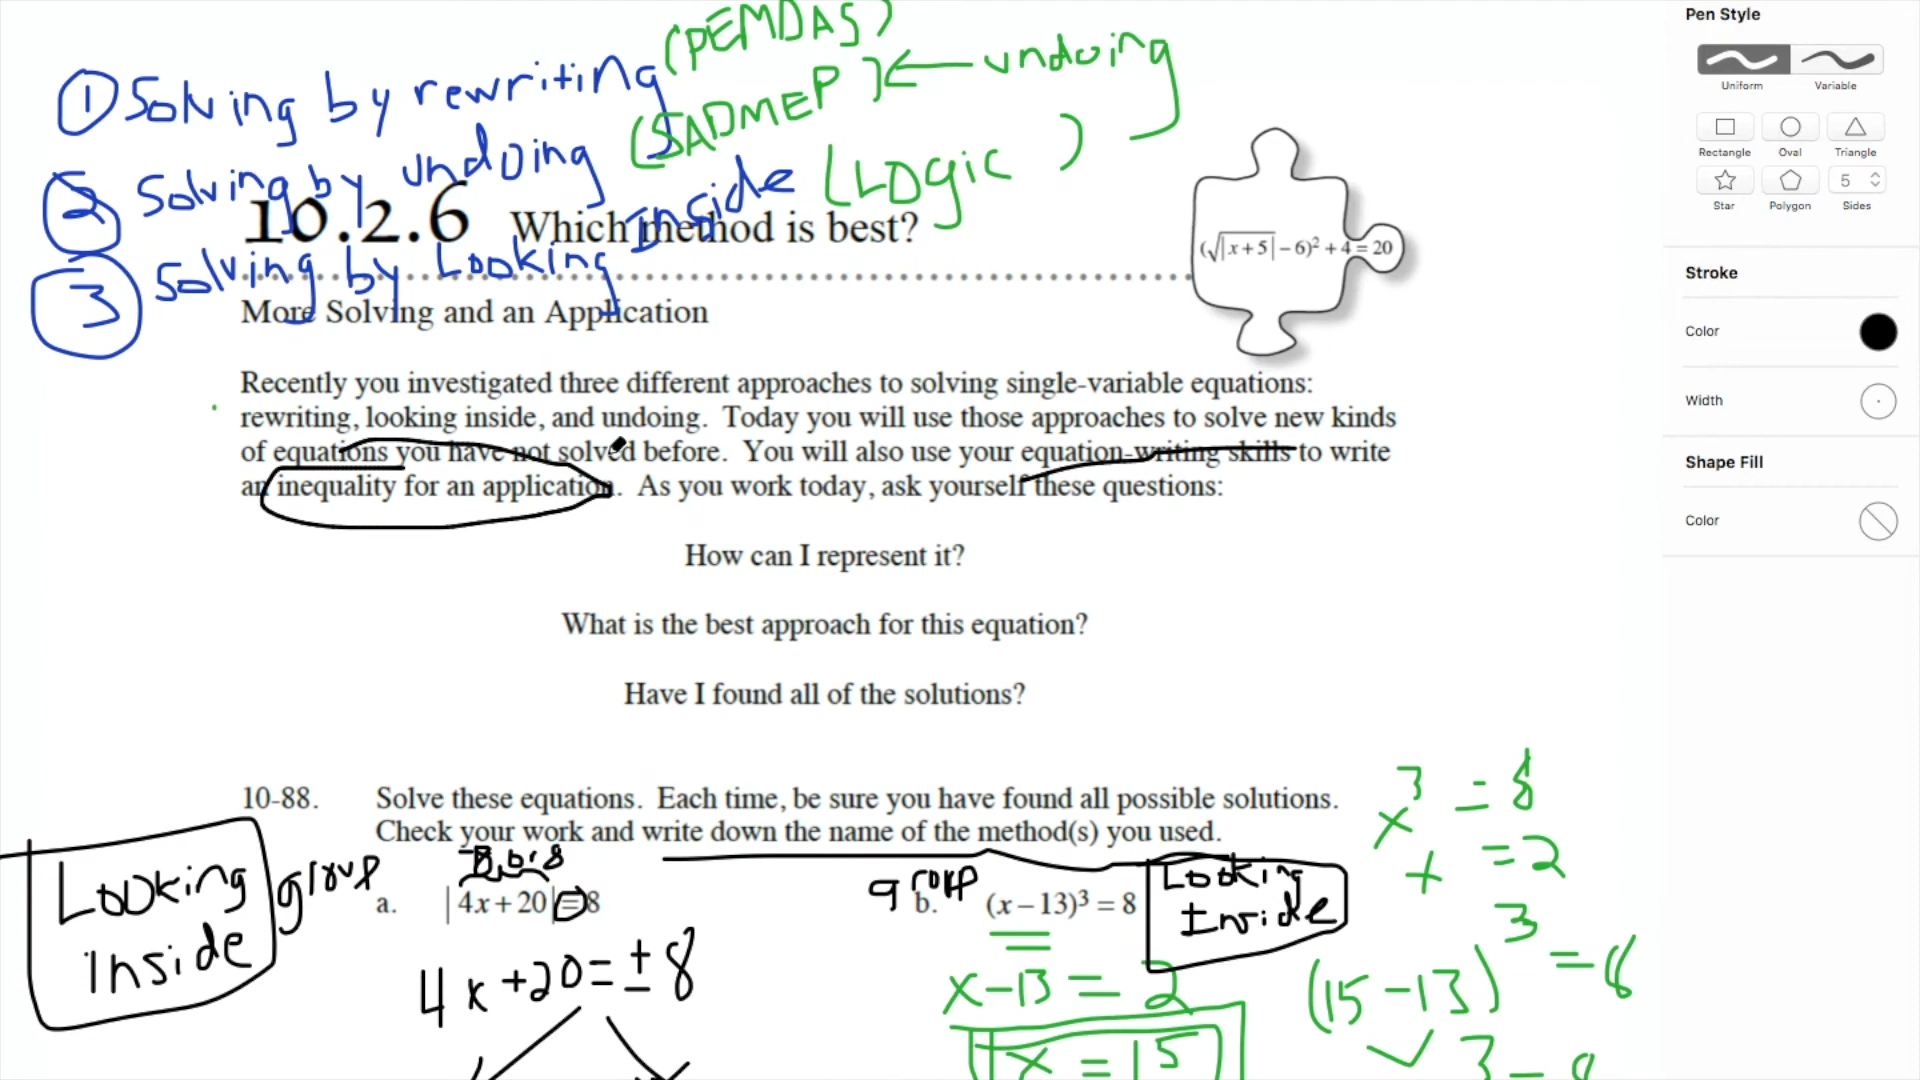 (PEMDAS)
① Solving by rewriting
(SADMEP) ← undoing
② Solving by undoing
(LOGIC)
③ Solving by Looking Inside
10.2.6 Which method is best?
(√|x+5| – 6)² + 4 = 20
More Solving and an Application
Recently you investigated three different approaches to solving single-variable equations:
rewriting, looking inside, and undoing. Today you will use those approaches to solve new kinds
of equations you have not solved before. You will also use your equation-writing skills to write
an inequality for an application. As you work today, ask yourself these questions:
How can I represent it?
What is the best approach for this equation?
Have I found all of the solutions?
10-88. Solve these equations. Each time, be sure you have found all possible solutions.
Check your work and write down the name of the method(s) you used.
Looking
inside
group
-8 or 8
a. |4x + 20| = 8
4x+20 = ±8
group
b. (x – 13)³ = 8
Looking
Inside
x-13 = 2
x = 15
x³ = 8
x = 2
(15-13)³ = 8
Pen Style
Uniform
Variable
Rectangle
Oval
Triangle
5
Star
Polygon
Sides
Stroke
Color
Width
Shape Fill
Color